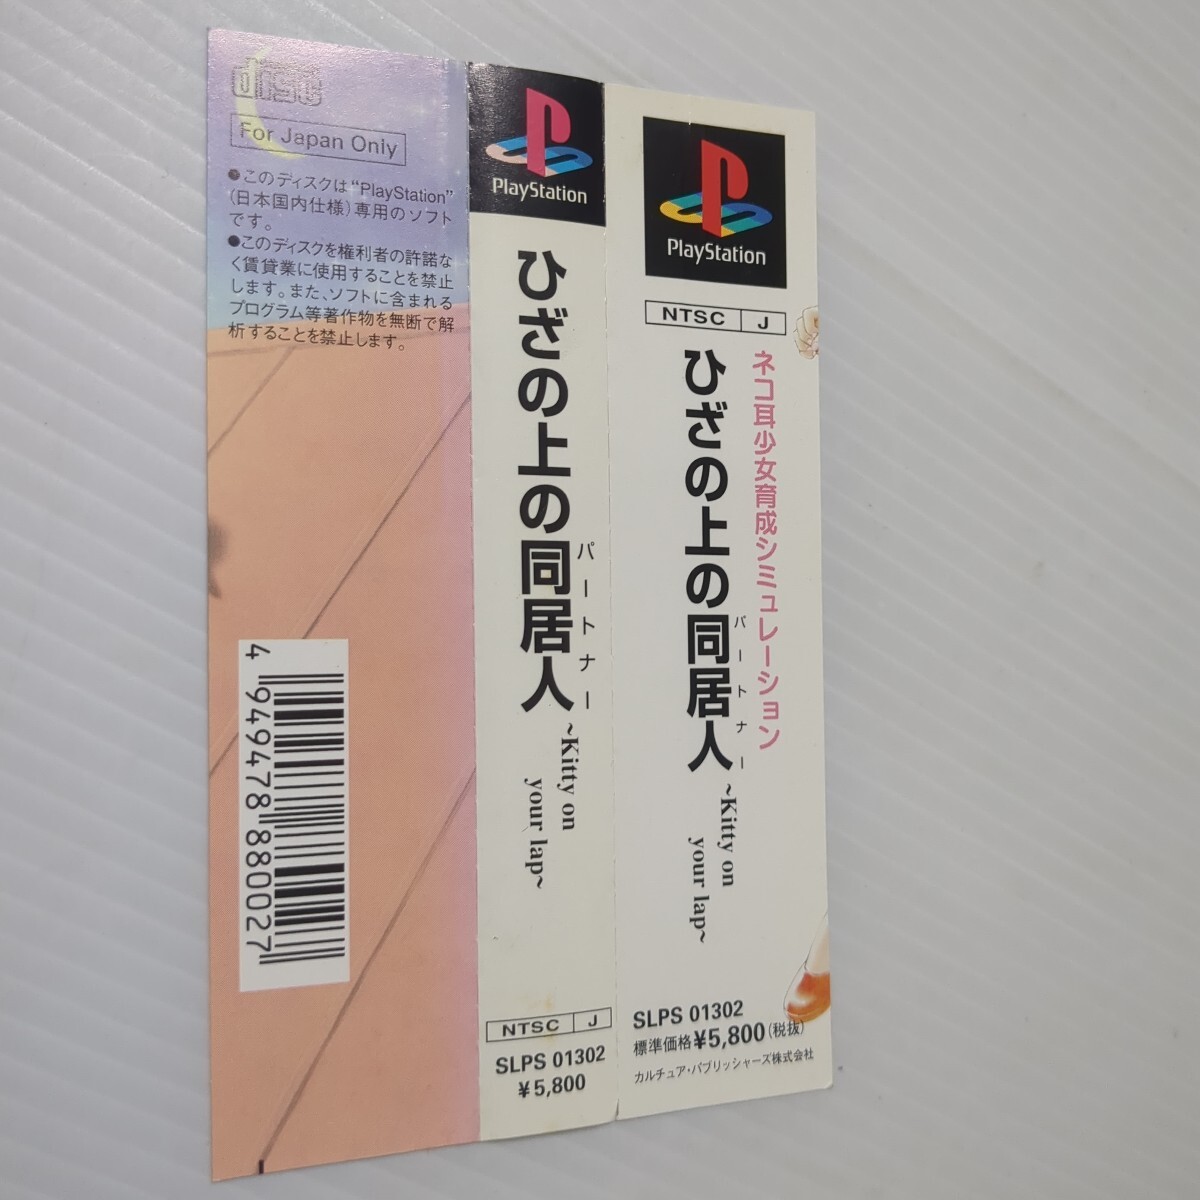 disc
For Japan Only
●このディスクは“PlayStation”
(日本国内仕様)専用のソフト
です。
●このディスクを権利者の許諾な
く賃貸業に使用することを禁止
します。また、ソフトに含まれる
プログラム等著作物を無断で解
析することを禁止します。
4 949478 880027
PlayStation
ひざの上の同居人
パートナー
~Kitty on
your lap~
NTSC J
SLPS 01302
¥5,800
PlayStation
NTSC J
ネコ耳少女育成シミュレーション
ひざの上の同居人
パートナー
~Kitty on
your lap~
SLPS 01302
標準価格¥5,800(税抜)
カルチュア・パブリッシャーズ株式会社